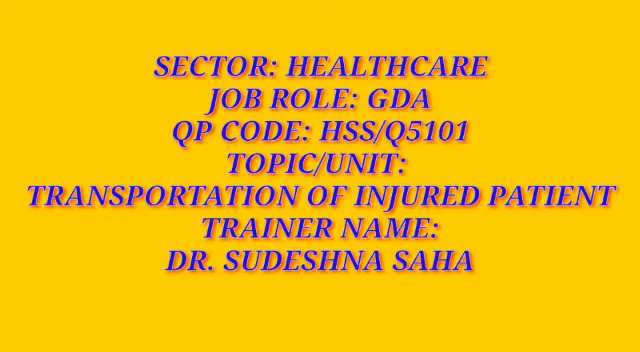 SECTOR: HEALTHCARE
JOB ROLE: GDA
QP CODE: HSS/Q5101
TOPIC/UNIT:
TRANSPORTATION OF INJURED PATIENT
TRAINER NAME:
DR. SUDESHNA SAHA